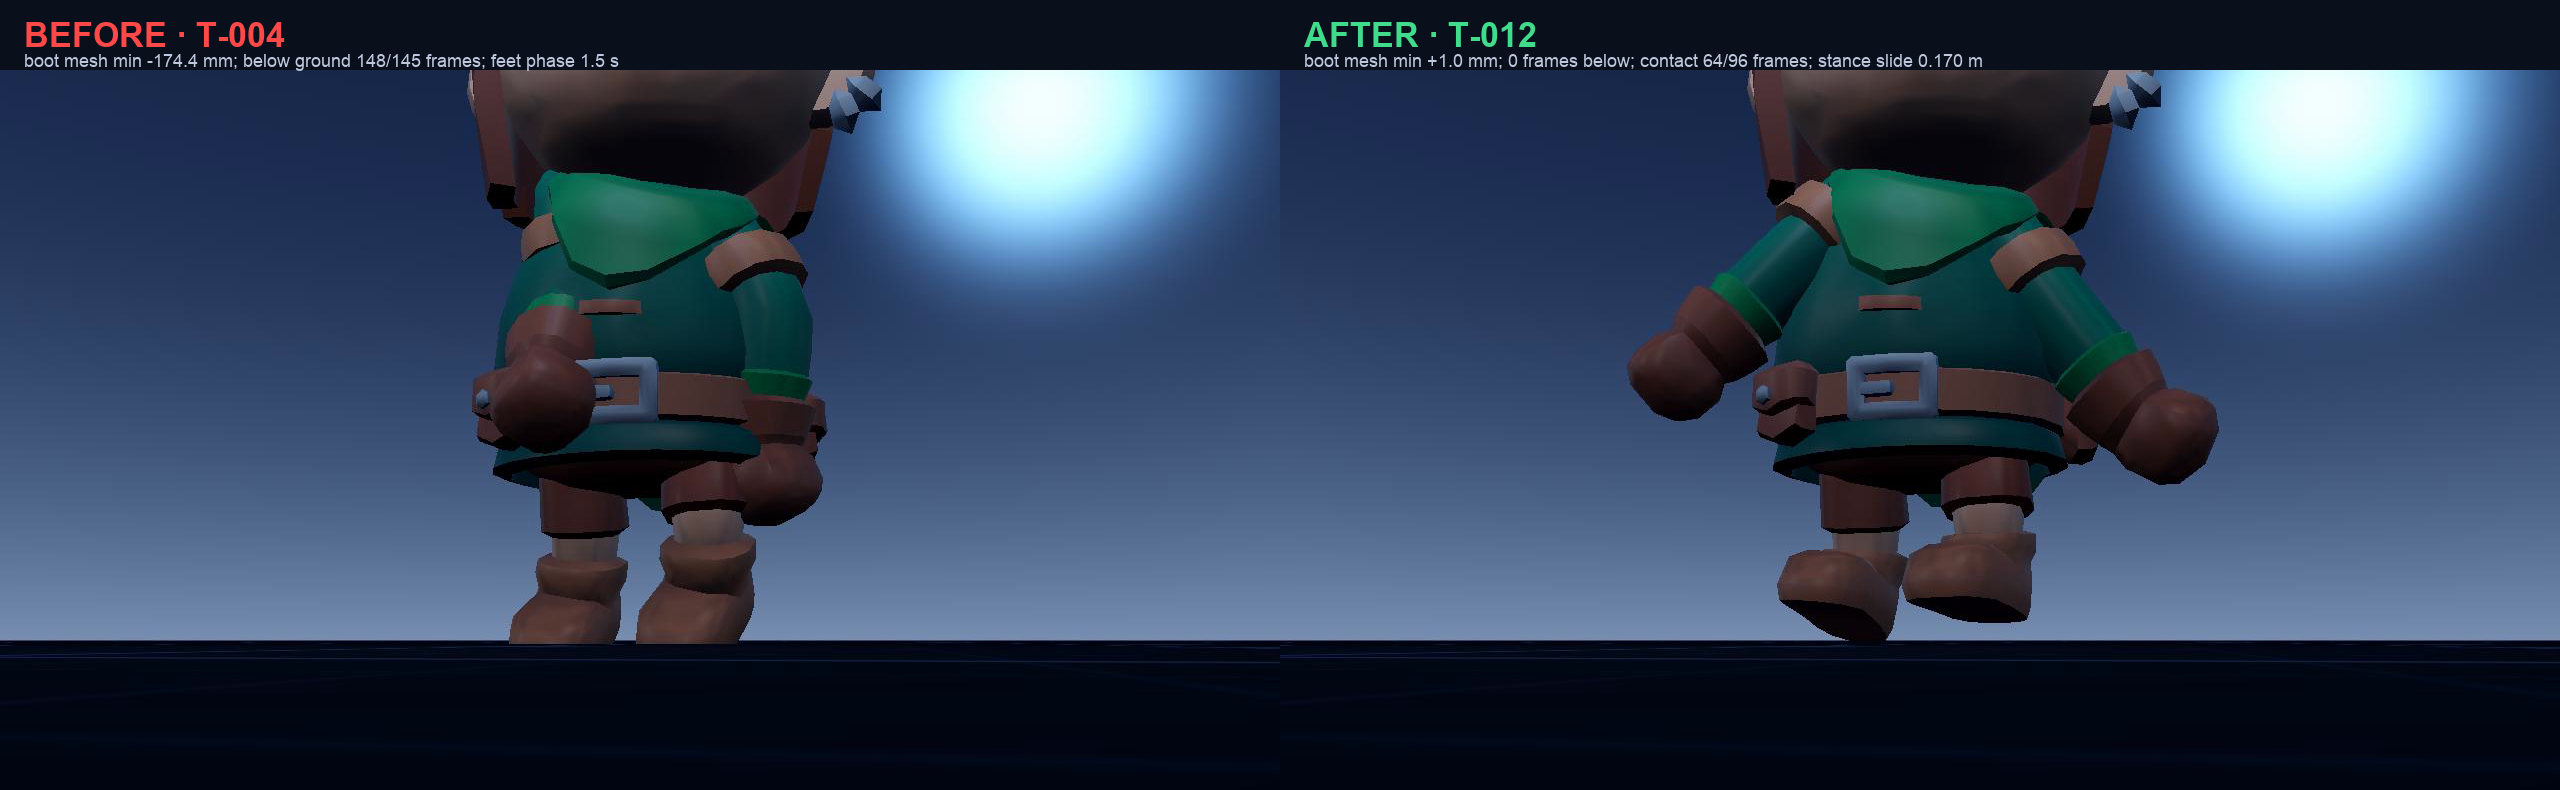 BEFORE · T-004
boot mesh min -174.4 mm; below ground 148/145 frames; feet phase 1.5 s
AFTER · T-012
boot mesh min +1.0 mm; 0 frames below; contact 64/96 frames; stance slide 0.170 m